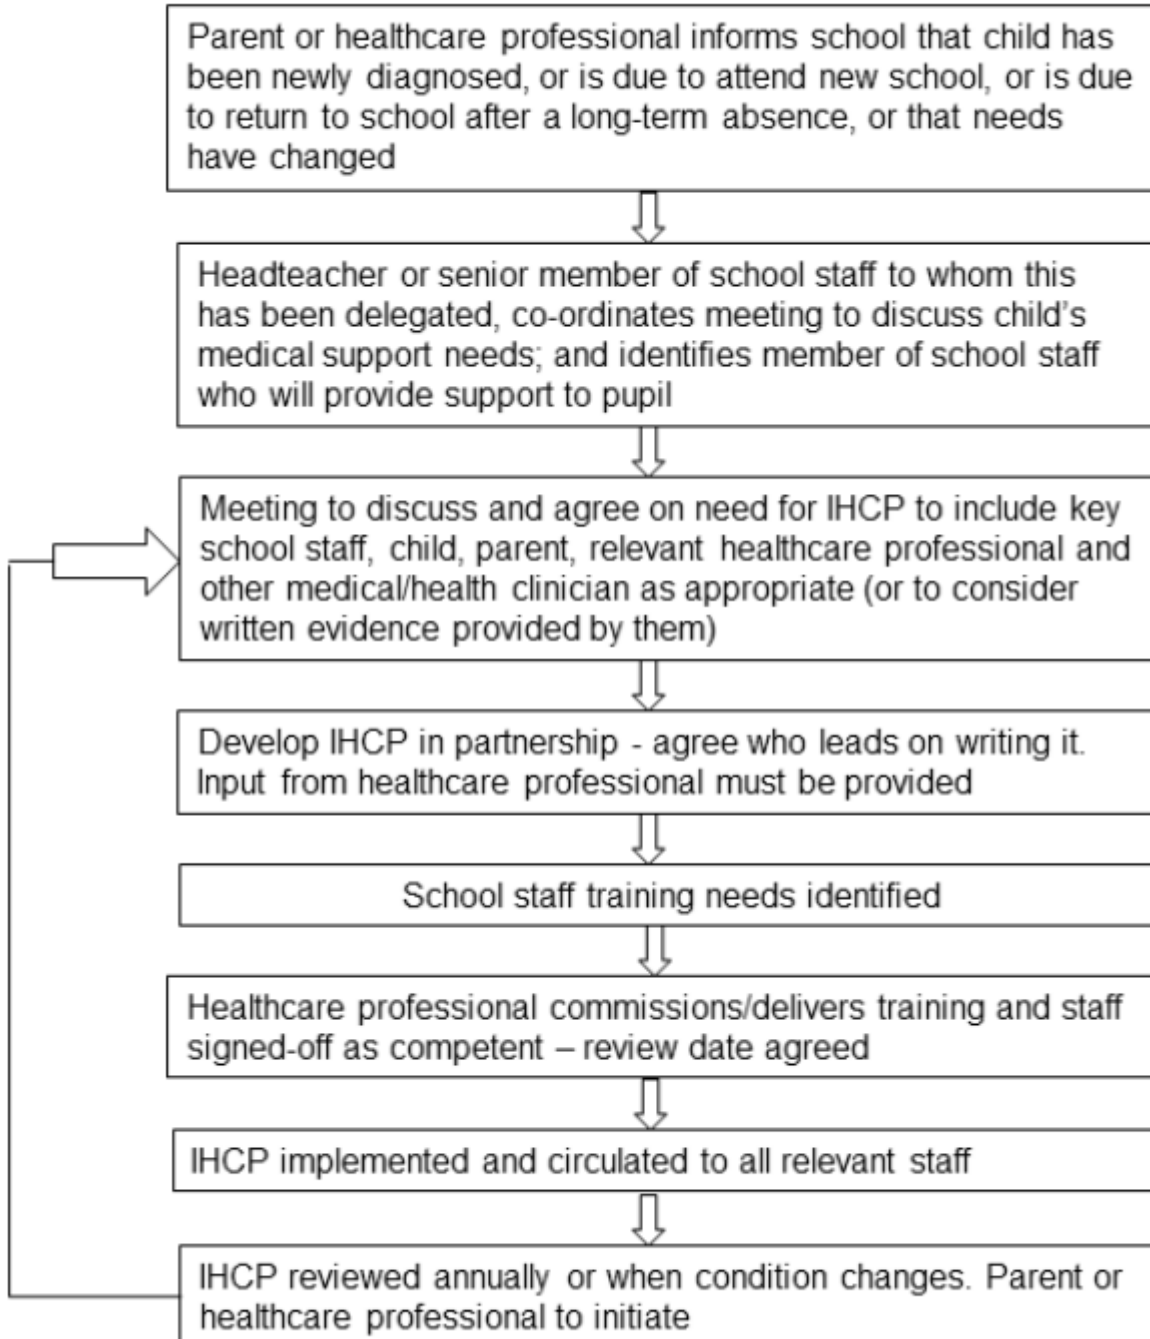 Parent or healthcare professional informs school that child has
been newly diagnosed, or is due to attend new school, or is due
to return to school after a long-term absence, or that needs
have changed
Headteacher or senior member of school staff to whom this
has been delegated, co-ordinates meeting to discuss child's
medical support needs; and identifies member of school staff
who will provide support to pupil
Meeting to discuss and agree on need for IHCP to include key
school staff, child, parent, relevant healthcare professional and
other medical/health clinician as appropriate (or to consider
written evidence provided by them)
Develop IHCP in partnership - agree who leads on writing it.
Input from healthcare professional must be provided
School staff training needs identified
Healthcare professional commissions/delivers training and staff
signed-off as competent – review date agreed
IHCP implemented and circulated to all relevant staff
IHCP reviewed annually or when condition changes. Parent or
healthcare professional to initiate